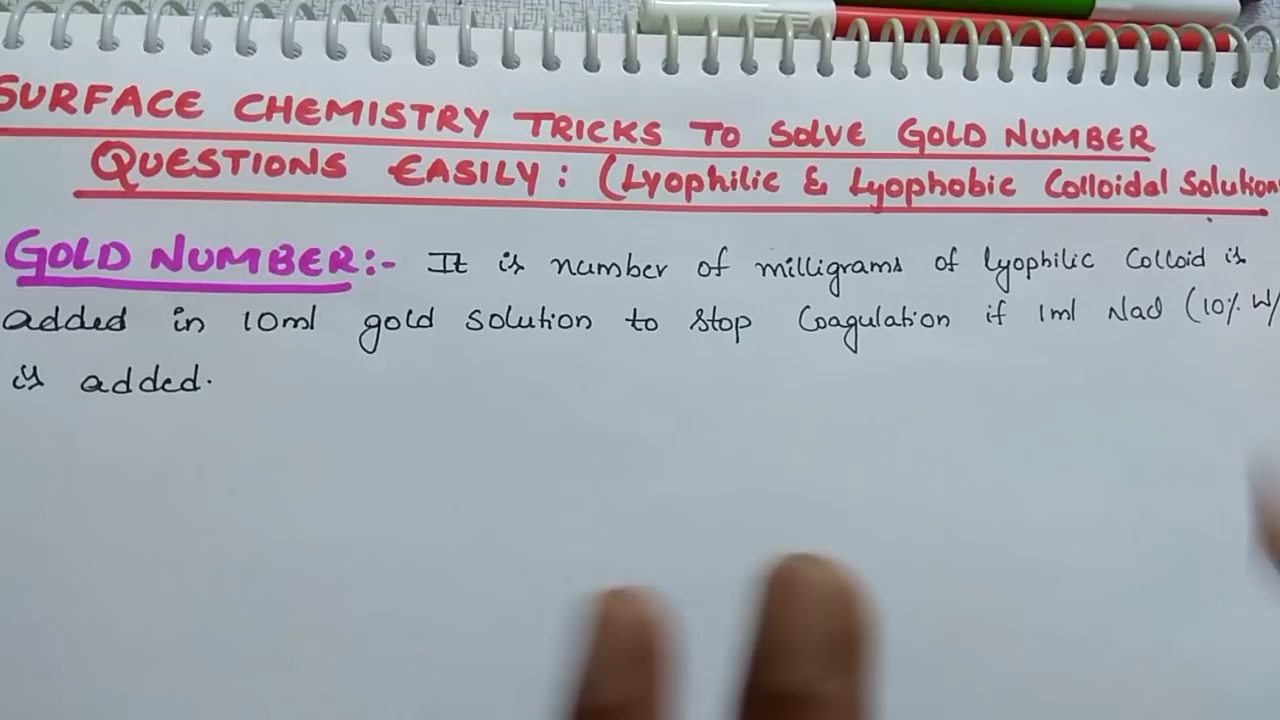 SURFACE CHEMISTRY TRICKS TO SOLVE GOLD NUMBER
QUESTIONS EASILY: (Lyophilic & Lyophobic Colloidal Solution
GOLD NUMBER:- It is number of milligrams of lyophilic Colloid is
added in 10ml gold solution to stop Coagulation if 1ml Nacl (10% W/
is added.